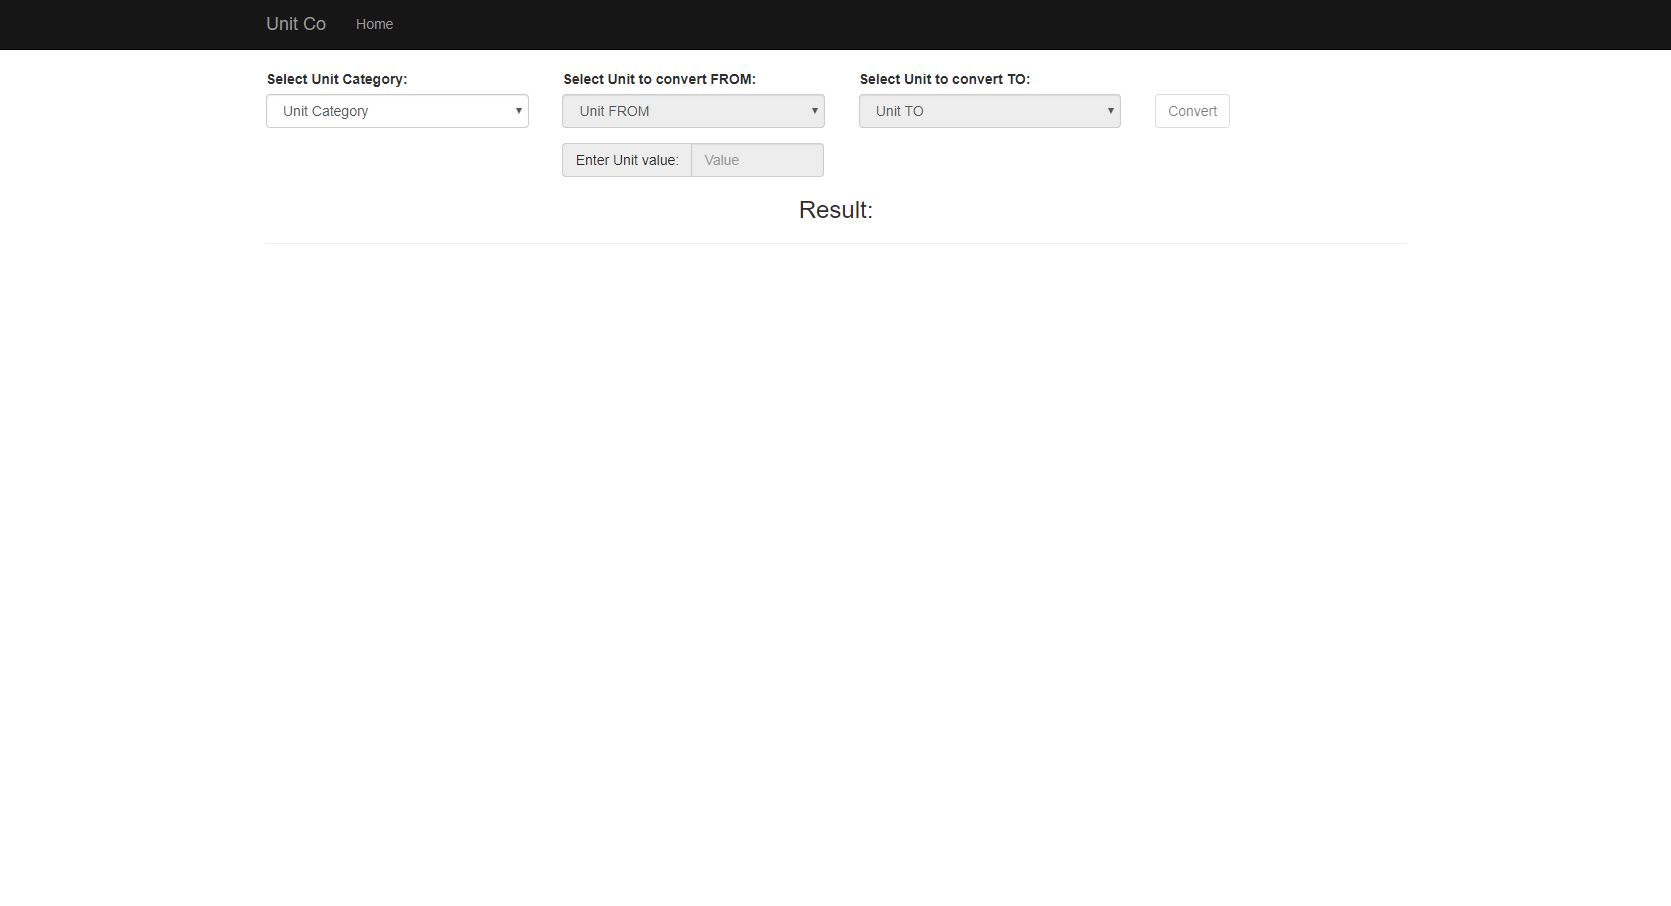 Unit Co Home
Select Unit Category: Select Unit to convert FROM: Select Unit to convert TO:
Unit Category Unit FROM Unit TO Convert
Enter Unit value: Value
Result: